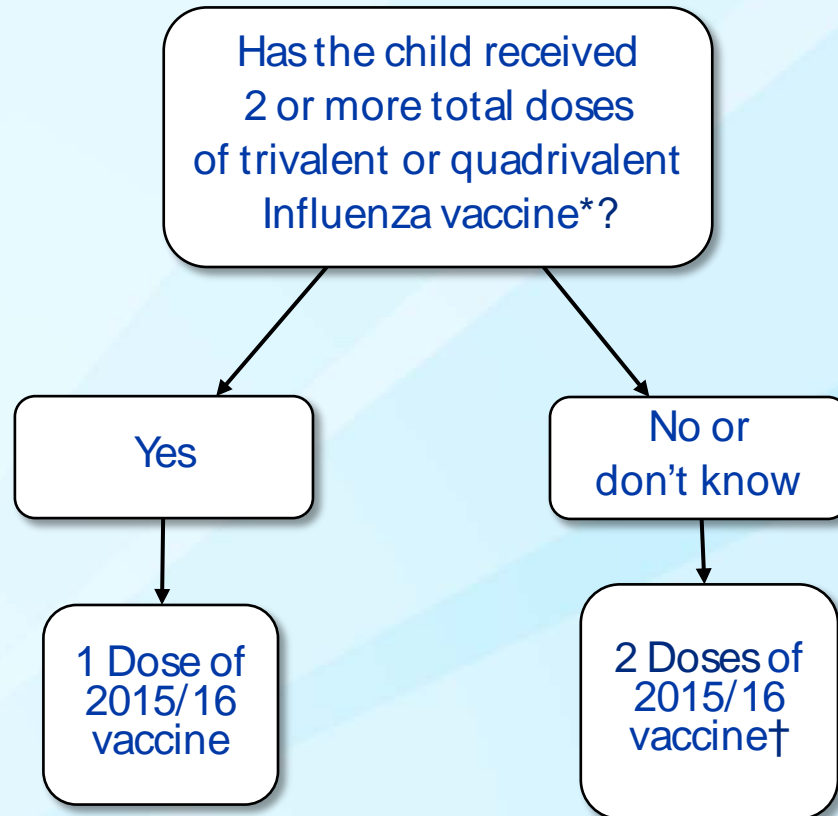 Has the child received
2 or more total doses
of trivalent or quadrivalent
Influenza vaccine*?
Yes
No or
don't know
1 Dose of
2015/16
vaccine
2 Doses of
2015/16
vaccine†